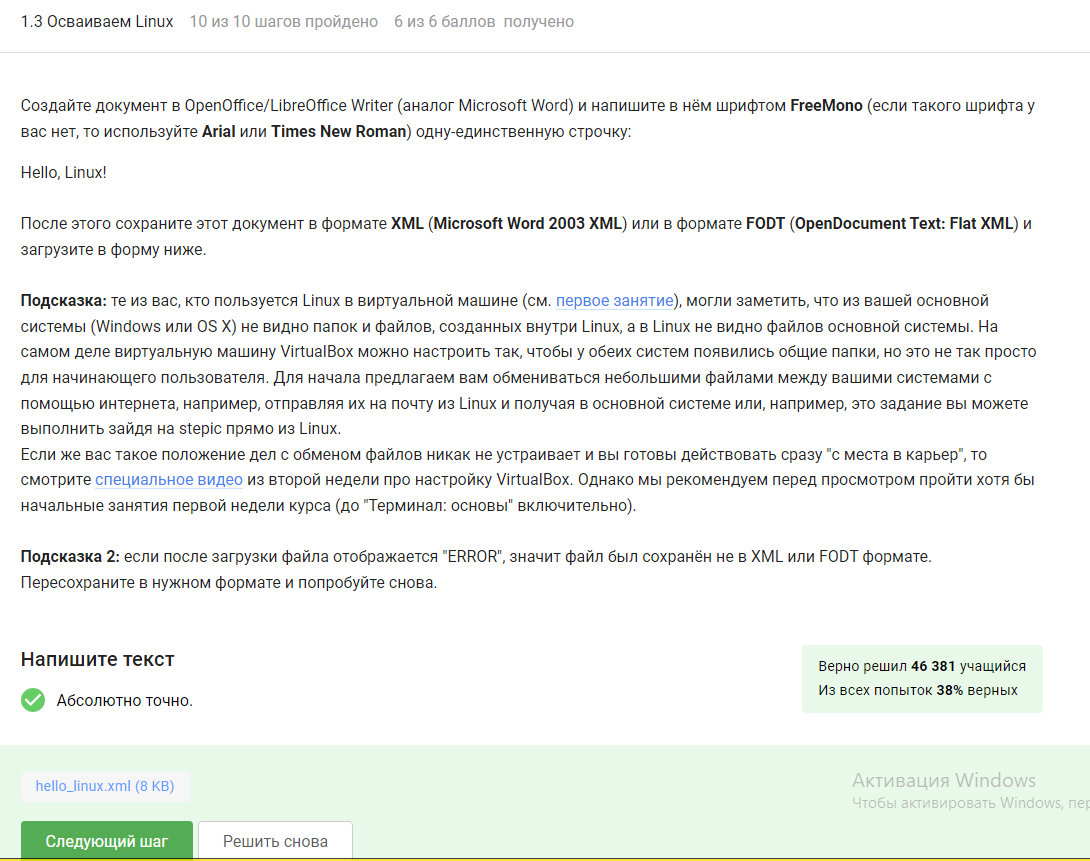 1.3 Осваиваем Linux 10 из 10 шагов пройдено 6 из 6 баллов получено
Создайте документ в OpenOffice/LibreOffice Writer (аналог Microsoft Word) и напишите в нём шрифтом FreeMono (если такого шрифта у
вас нет, то используйте Arial или Times New Roman) одну-единственную строчку:
Hello, Linux!
После этого сохраните этот документ в формате XML (Microsoft Word 2003 XML) или в формате FODT (OpenDocument Text: Flat XML) и
загрузите в форму ниже.
Подсказка: те из вас, кто пользуется Linux в виртуальной машине (см. первое занятие), могли заметить, что из вашей основной
системы (Windows или OS X) не видно папок и файлов, созданных внутри Linux, а в Linux не видно файлов основной системы. На
самом деле виртуальную машину VirtualBox можно настроить так, чтобы у обеих систем появились общие папки, но это не так просто
для начинающего пользователя. Для начала предлагаем вам обмениваться небольшими файлами между вашими системами с
помощью интернета, например, отправляя их на почту из Linux и получая в основной системе или, например, это задание вы можете
выполнить зайдя на stepic прямо из Linux.
Если же вас такое положение дел с обменом файлов никак не устраивает и вы готовы действовать сразу "с места в карьер", то
смотрите специальное видео из второй недели про настройку VirtualBox. Однако мы рекомендуем перед просмотром пройти хотя бы
начальные занятия первой недели курса (до "Терминал: основы" включительно).
Подсказка 2: если после загрузки файла отображается "ERROR", значит файл был сохранён не в XML или FODT формате.
Пересохраните в нужном формате и попробуйте снова.
Напишите текст
Верно решил 46 381 учащийся
Из всех попыток 38% верных
Абсолютно точно.
hello_linux.xml (8 KB)
Активация Windows
Чтобы активировать Windows, пер
Следующий шаг Решить снова